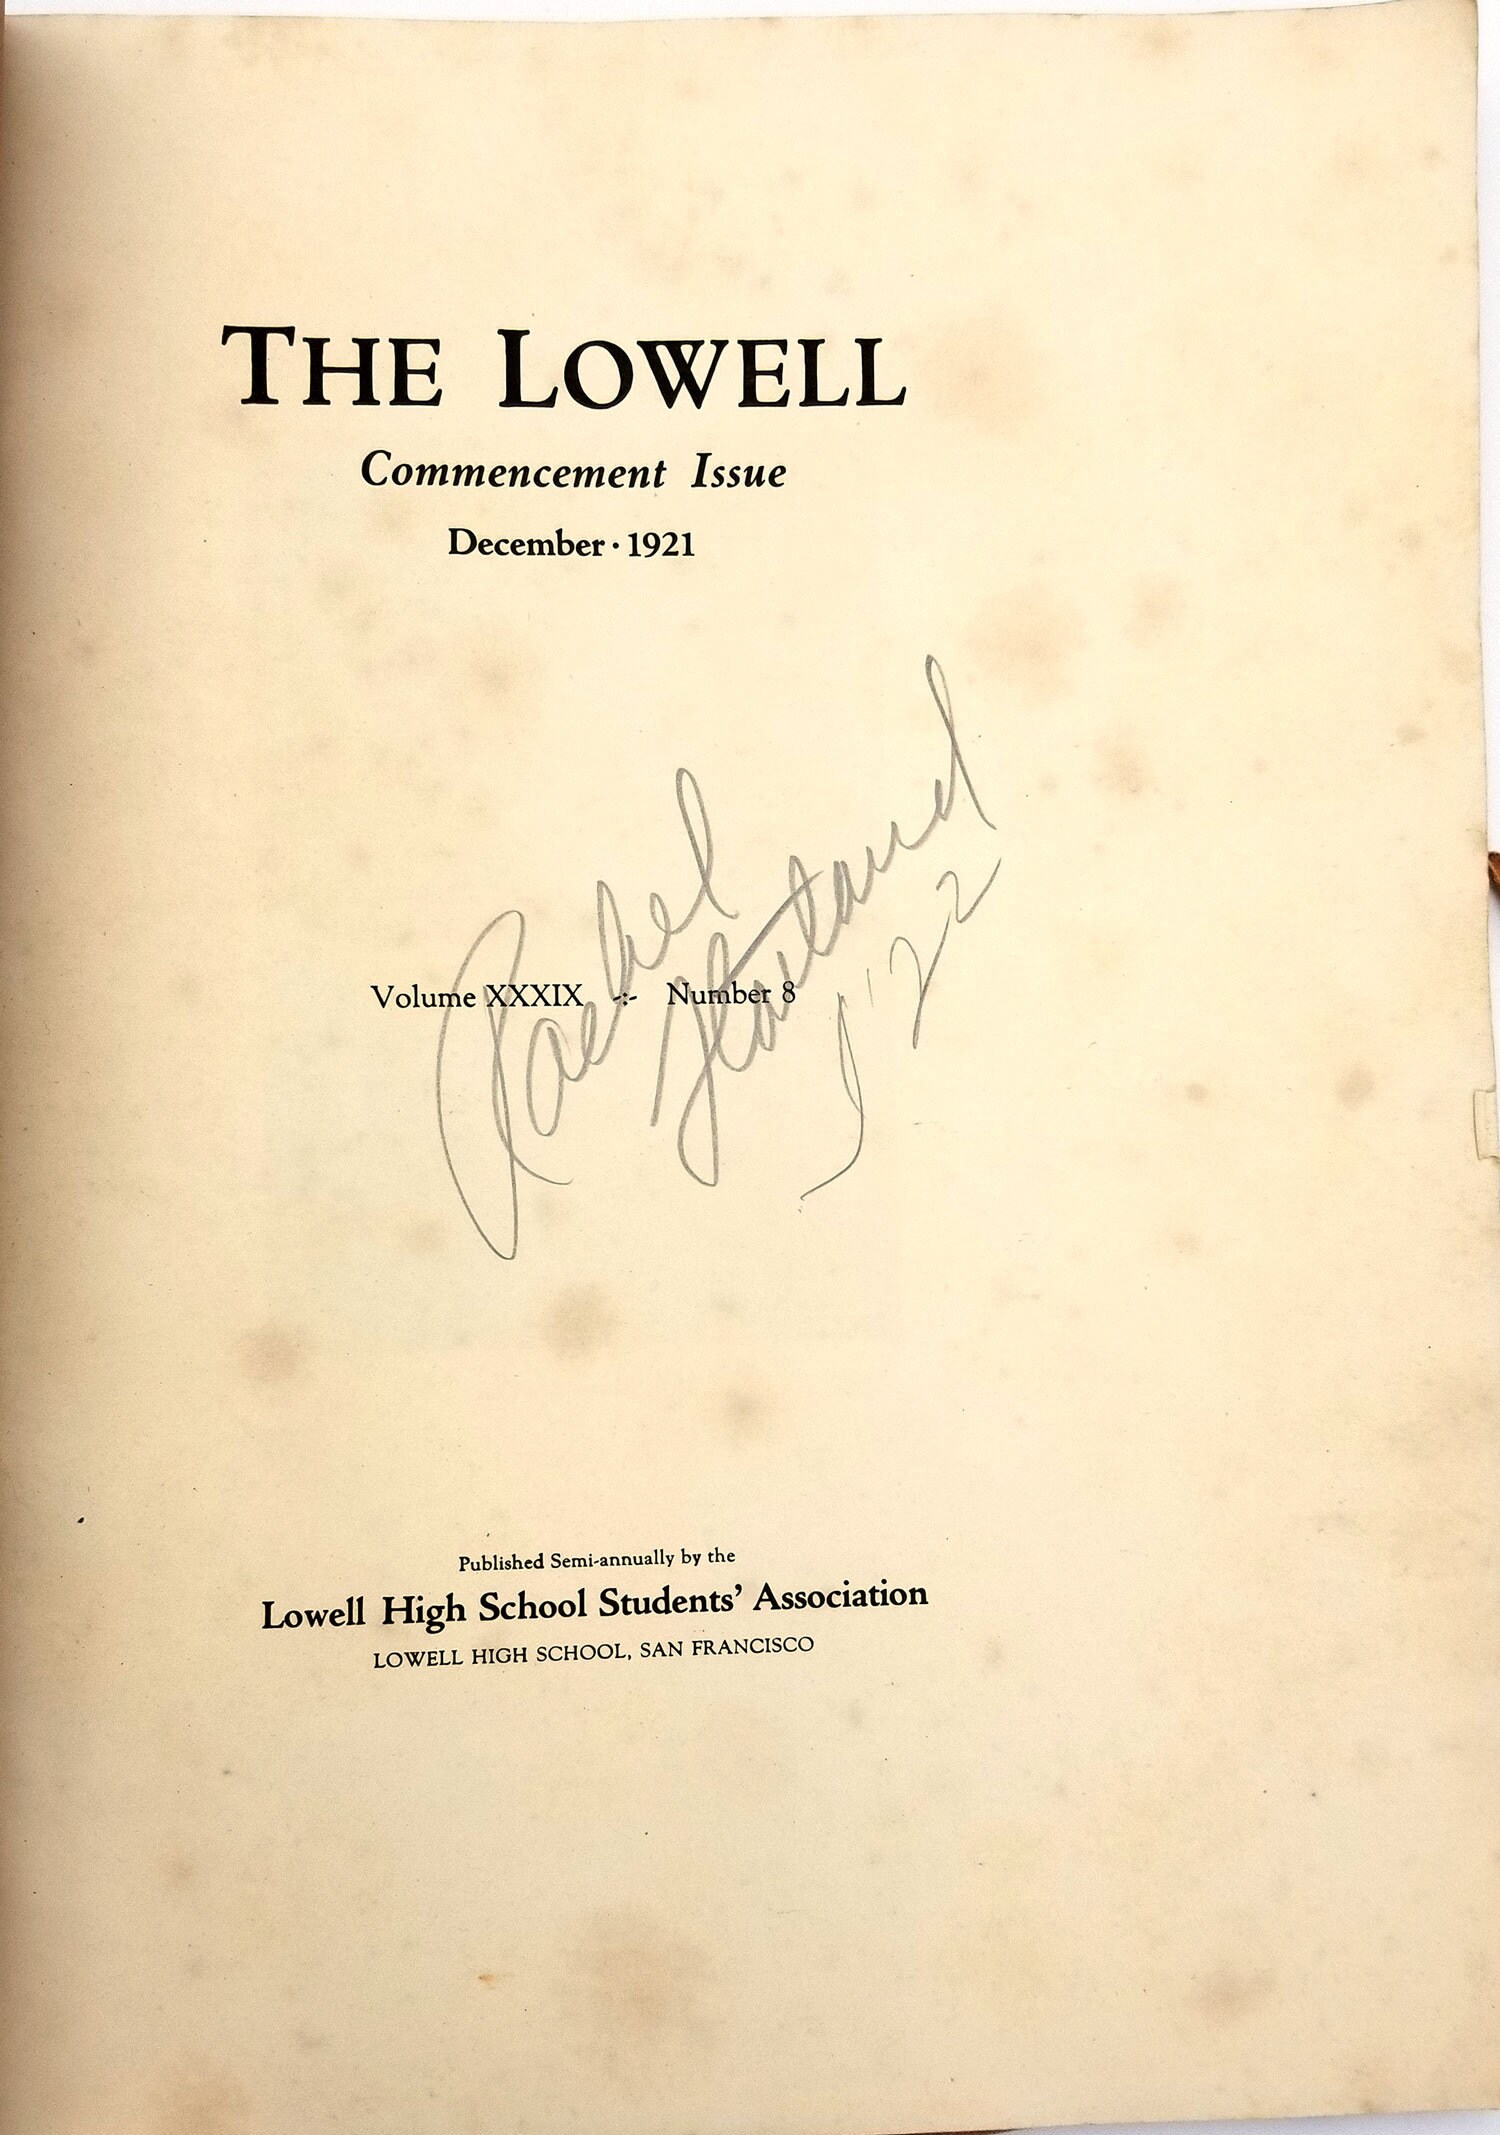 THE LOWELL
Commencement Issue
December · 1921
Rachel
J '22
Volume XXXIX -:- Number 8
Published Semi-annually by the
Lowell High School Students' Association
LOWELL HIGH SCHOOL, SAN FRANCISCO